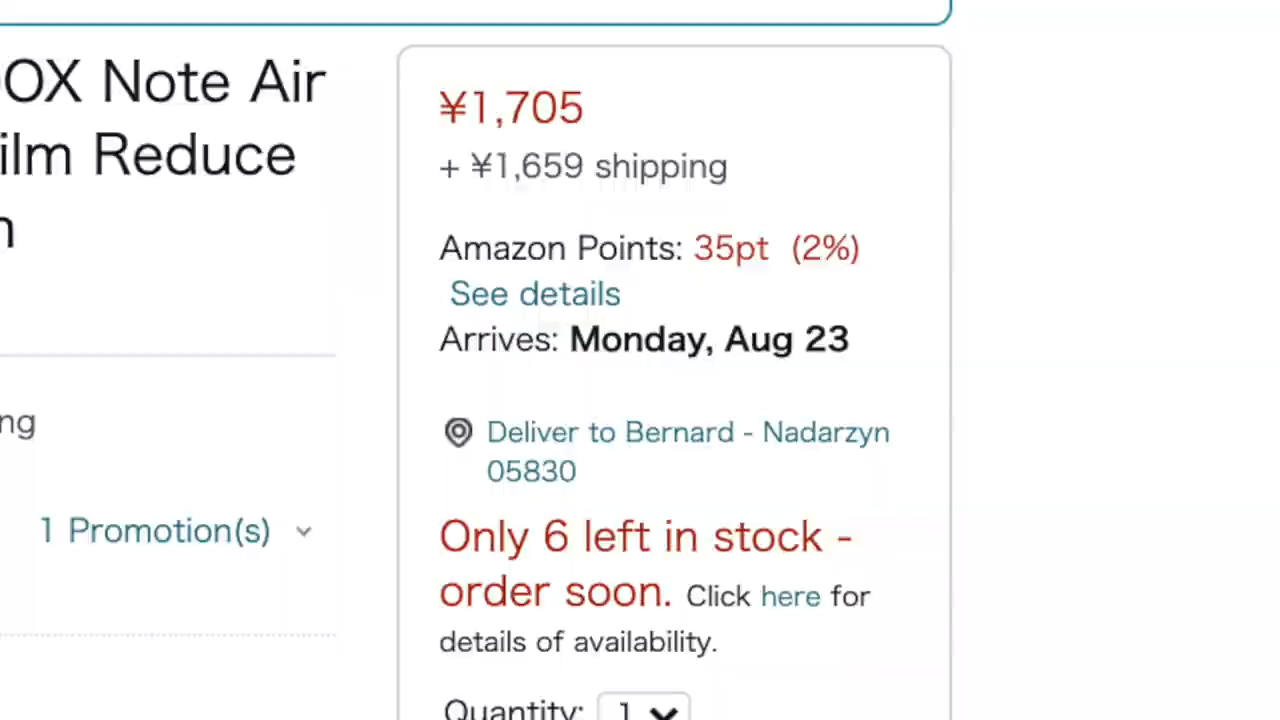 OX Note Air
ilm Reduce
n
ng
1 Promotion(s)
¥1,705
+ ¥1,659 shipping
Amazon Points: 35pt (2%)
See details
Arrives: Monday, Aug 23
Deliver to Bernard - Nadarzyn
05830
Only 6 left in stock -
order soon. Click here for
details of availability.
Quantity: 1